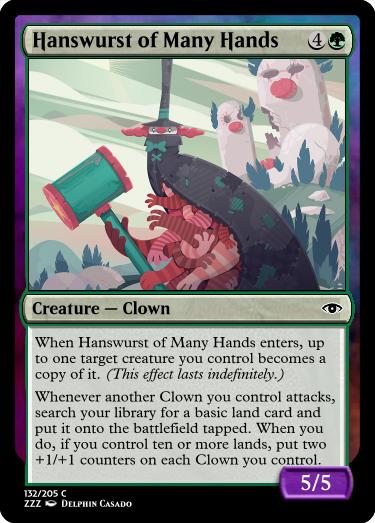 Hanswurst of Many Hands 4
Creature — Clown
When Hanswurst of Many Hands enters, up
to one target creature you control becomes a
copy of it. (This effect lasts indefinitely.)
Whenever another Clown you control attacks,
search your library for a basic land card and
put it onto the battlefield tapped. When you
do, if you control ten or more lands, put two
+1/+1 counters on each Clown you control.
5/5
132/205 C
ZZZ Delphin Casado